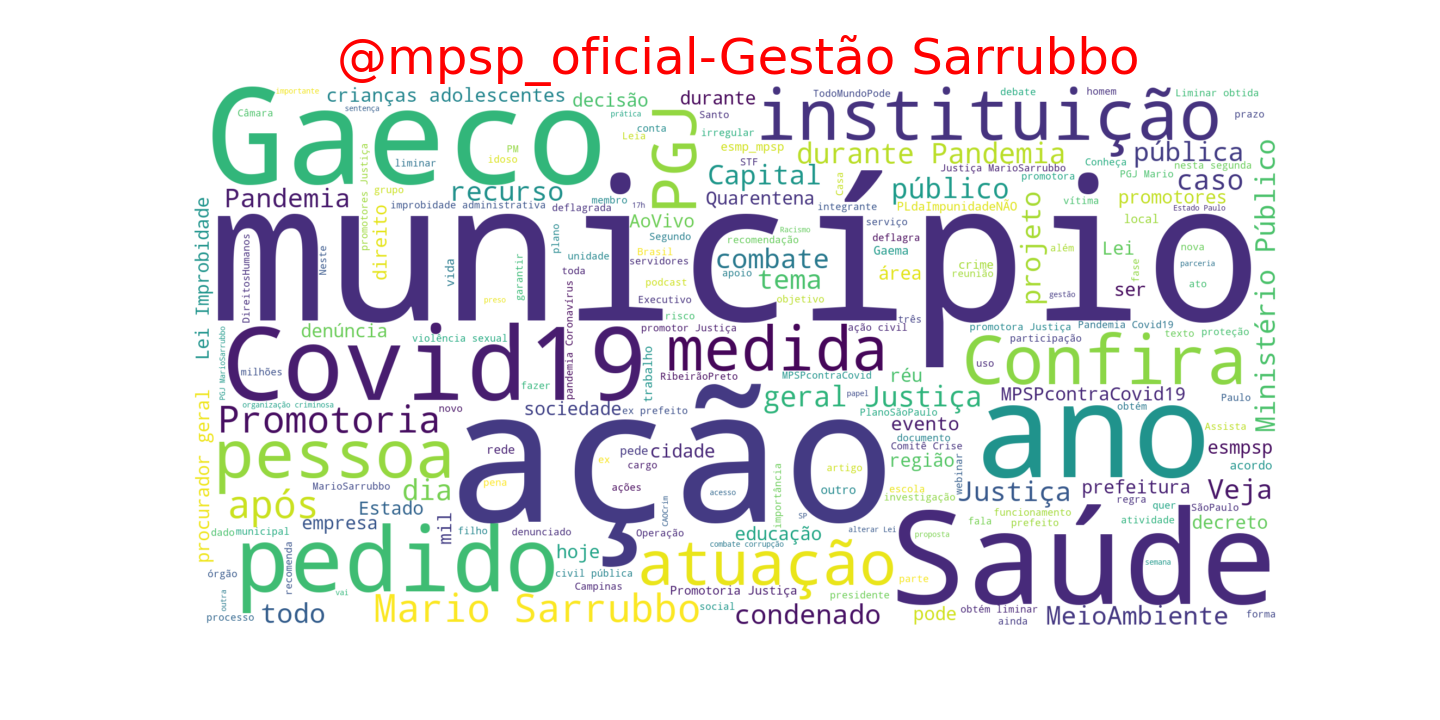 @mpsp_oficial-Gestão Sarrubbo
importante
Gaeco
Câmara
crianças adolescentes
sentença
decisão
prática
durante
TodoMundoPode
debate
homem
Liminar obtida
prazo
instituição
PGJ
conta
Leia
Santo
irregular
esmp_mpsp
STF
durante Pandemia
Justiça MarioSarrubbo
Conheça
pública
nesta segunda
Ministério Público
PM
idoso
liminar
promotores Justiça
grupo
Pandemia
recurso
membro
17h
improbidade administrativa
deflagrada
Capital
Quarentena
Casa
integrante
público
promotora
PGJ Mario
vítima
caso
promotores
Estado Paulo
PLdaImpunidadeNÃO
município
Lei Improbidade
DireitosHumanos
Neste
direito
vida
plano
garantir
unidade
toda
AoVivo
Segundo
Brasil
servidores
podcast
Executivo
risco
Racismo
recomendação
combate
apoio
tema
objetivo
serviço
deflagra
Gaema
área
crime
reunião
projeto
local
além
Lei
fase
ser
nova
parceria
ato
gestão
preso
três
Covid19
denúncia
violência sexual
pandemia Coronavírus
promotor Justiça
ação civil
promotora Justiça
Pandemia Covid19
participação
texto
proteção
PGJ MarioSarrubbo
milhões
fazer
trabalho
medida
RibeirãoPreto
MPSPcontraCovid
papel
réu
uso
Confira
MPSPcontraCovid19
Paulo
organização criminosa
novo
Promotoria
sociedade
ex prefeito
geral Justiça
PlanoSãoPaulo
evento
obtém
ano
Assista
procurador geral
pessoa
rede
ação
pede
cidade
cargo
documento
Comitê Crise
região
webinar
esmpsp
acordo
MarioSarrubbo
dia
pena
ex
ações
artigo
escola
investigação
outro
importância
acesso
Justiça
prefeitura
regra
Veja
SãoPaulo
quer
após
Estado
empresa
mil
filho
denunciado
CAOCrim
Operação
SP
educação
alterar Lei
combate corrupção
proposta
Saúde
funcionamento
fala
prefeito
atividade
decreto
semana
dado
municipal
pedido
hoje
atuação
parte
órgão
recomenda
vai
civil pública
Campinas
Promotoria Justiça
presidente
outra
processo
todo
Mario Sarrubbo
social
condenado
pode
obtém liminar
ainda
MeioAmbiente
forma